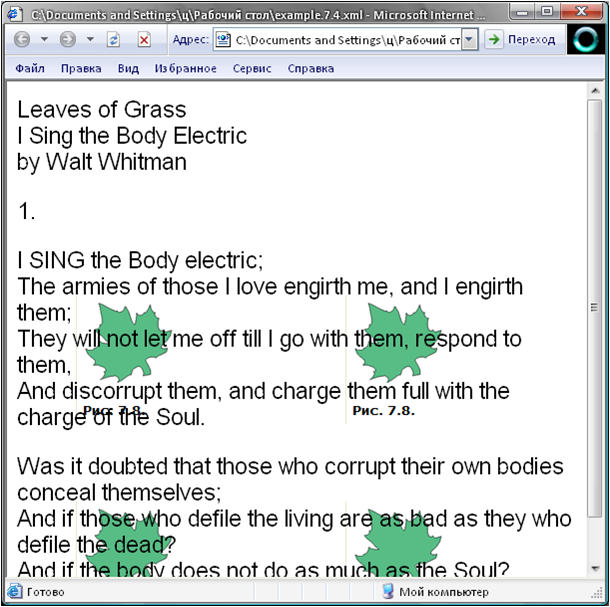 C:\Documents and Settings\ц\Рабочий стол\example.7.4.xml - Microsoft Internet ...
Адрес: C:\Documents and Settings\ц\Рабочий ст Переход
Файл Правка Вид Избранное Сервис Справка
Leaves of Grass
I Sing the Body Electric
by Walt Whitman
1.
I SING the Body electric;
The armies of those I love engirth me, and I engirth
them;
They will not let me off till I go with them, respond to
them,
And discorrupt them, and charge them full with the
Рис. 7.8. Рис. 7.8.
charge of the Soul.
Was it doubted that those who corrupt their own bodies
conceal themselves;
And if those who defile the living are as bad as they who
defile the dead?
And if the body does not do as much as the Soul?
Готово Мой компьютер